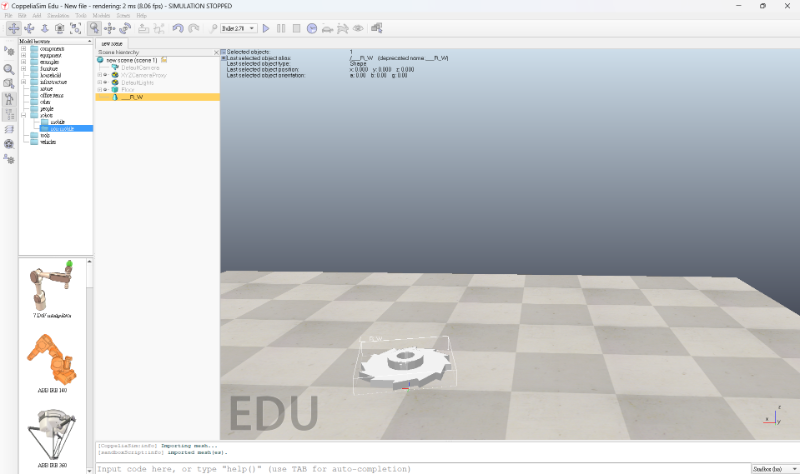 CoppeliaSim Edu - New file - rendering: 2 ms (8.06 fps) - SIMULATION STOPPED
File Edit Add Simulation Tools Modules Scenes Help
Bullet 2.78
Model browser
components
equipment
examples
furniture
household
infrastructure
nature
office items
other
people
robots
mobile
non-mobile
tools
vehicles
7 DoF manipulator
ABB IRB 140
ABB IRB 360
new scene
Scene hierarchy
new scene (scene 1)
DefaultCamera
XYZCameraProxy
DefaultLights
Floor
___R_W
Selected objects: 1
Last selected object alias: /___R_W (deprecated name: ___R_W)
Last selected object type: Shape
Last selected object position: x: 0.000 y: 0.000 z: 0.000
Last selected object orientation: a: 0.00 b: 0.00 g: 0.00
EDU
z
x
y
[CoppeliaSim:info] Importing mesh...
[sandboxScript:info] imported mesh(es).
Input code here, or type "help()" (use TAB for auto-completion)
Sandbox (lua)